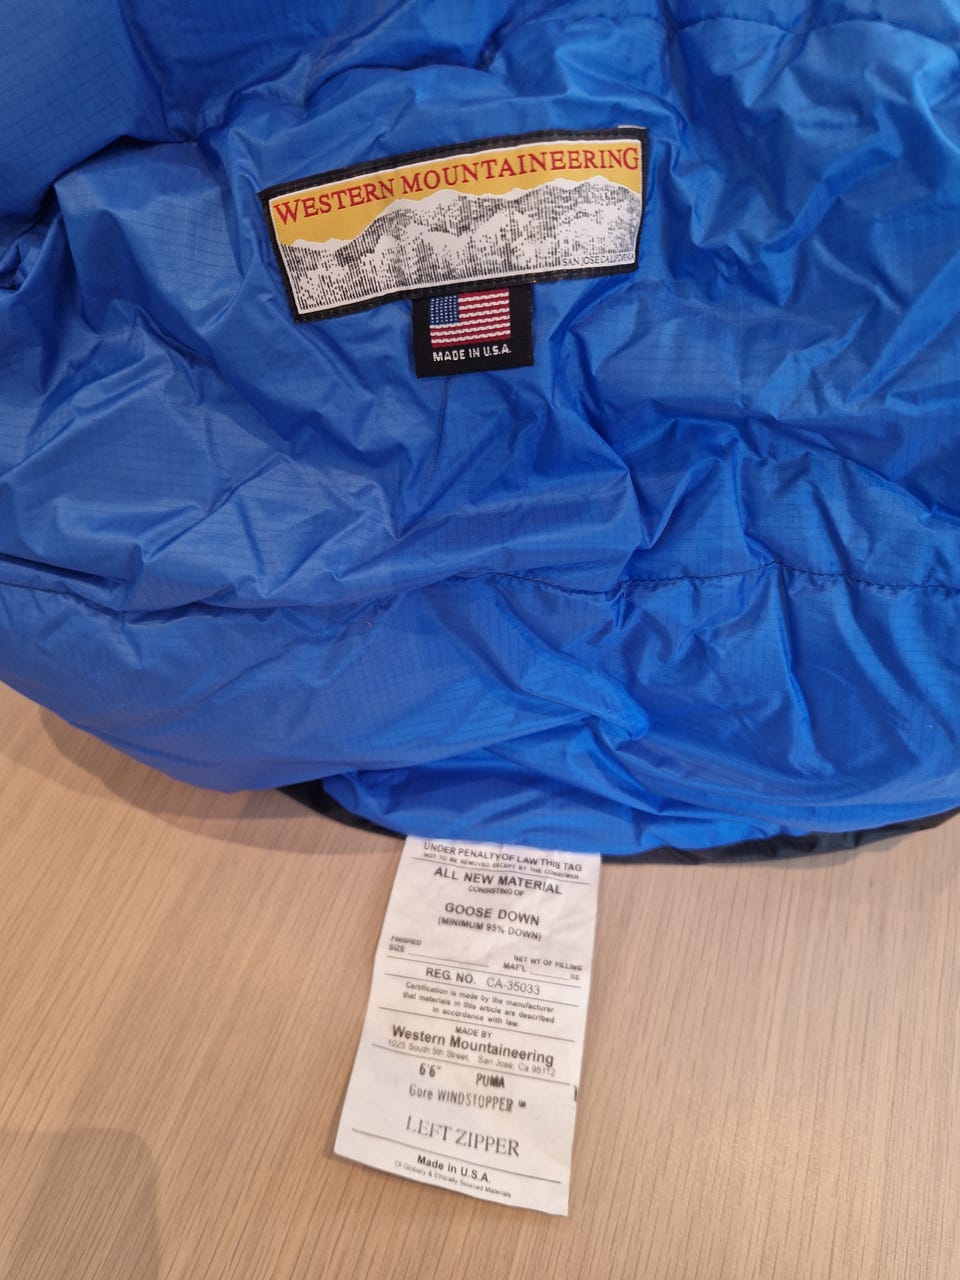 WESTERN MOUNTAINEERING
SAN JOSE CALIFORNIA
MADE IN U.S.A.
UNDER PENALTY OF LAW THIS TAG
NOT TO BE REMOVED EXCEPT BY THE CONSUMER
ALL NEW MATERIAL
CONSISTING OF
GOOSE DOWN
(MINIMUM 95% DOWN)
FINISHED
SIZE
NET WT OF FILLING
MAT'L OZ.
REG. NO. CA-35033
Certification is made by the manufacturer
that materials in this article are described
in accordance with law.
MADE BY
Western Mountaineering
1025 South 5th Street, San Jose, Ca 95112
6'6" PUMA
Gore WINDSTOPPER™
LEFT ZIPPER
Made in U.S.A.
Of Globally & Ethically Sourced Materials